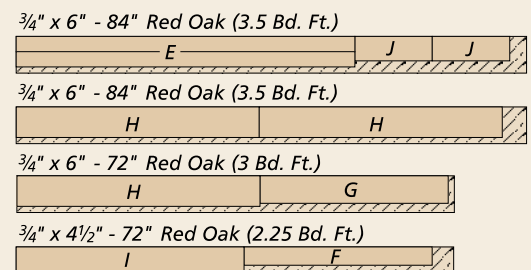 ¾" x 6" - 84" Red Oak (3.5 Bd. Ft.)
E J J
¾" x 6" - 84" Red Oak (3.5 Bd. Ft.)
H H
¾" x 6" - 72" Red Oak (3 Bd. Ft.)
H G
¾" x 4½" - 72" Red Oak (2.25 Bd. Ft.)
I F